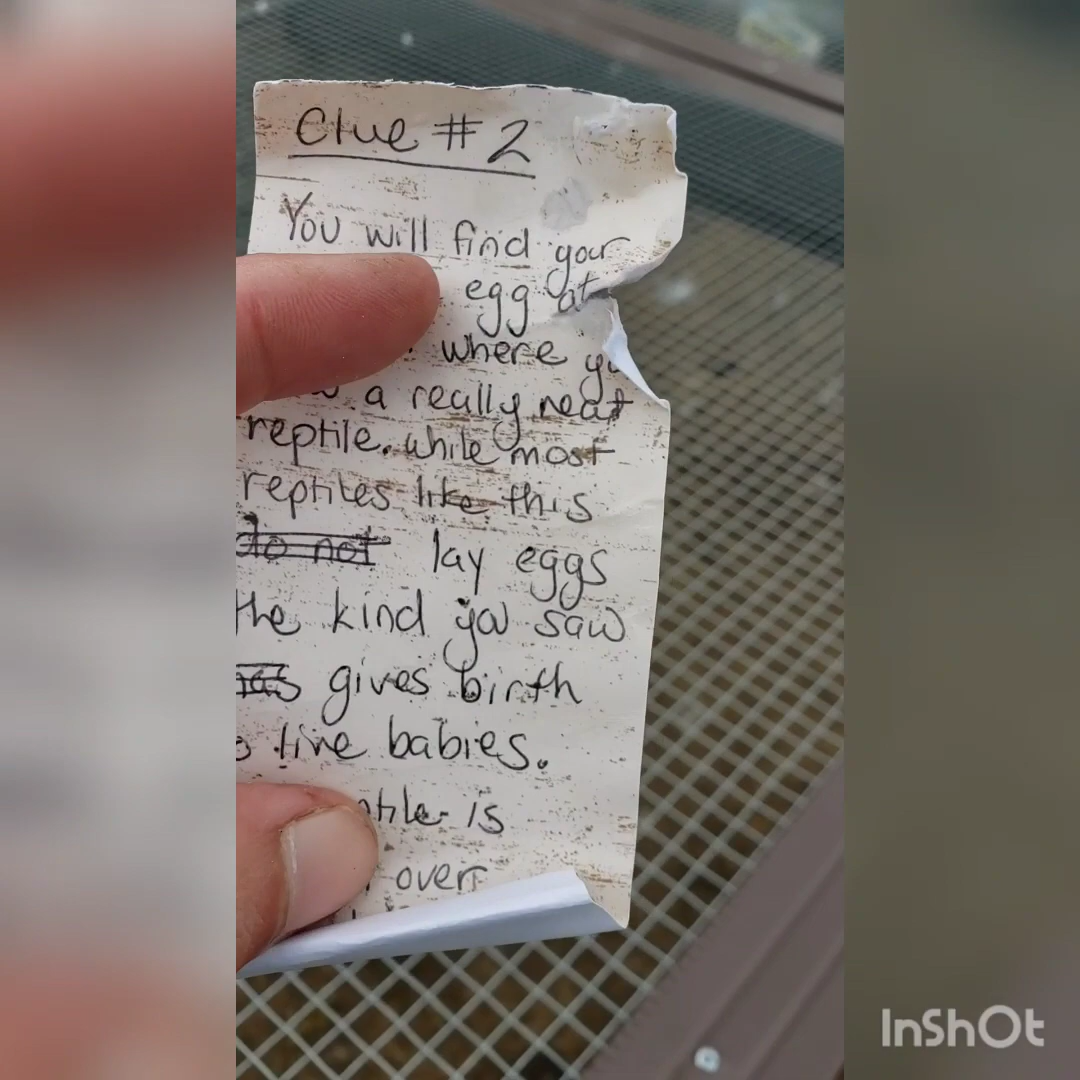 Clue #2
You will find your
egg at
where
a really neat
reptile. while most
reptiles like this
do not lay eggs
the kind you saw
gives birth
live babies.
is
over
InShOt